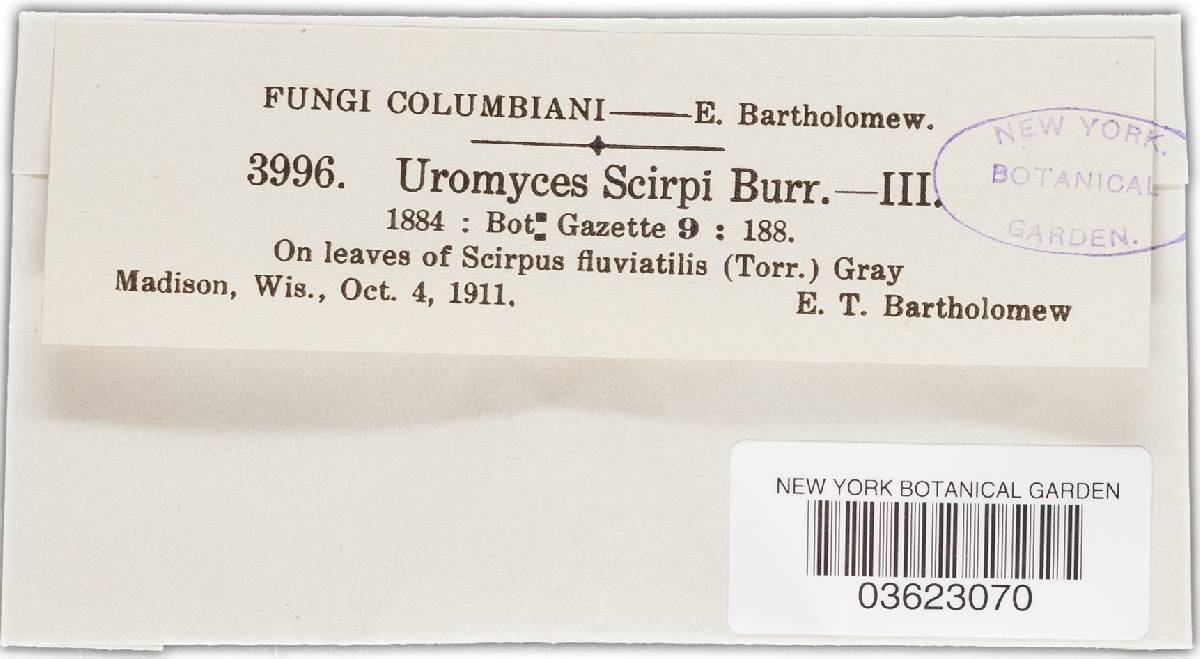 FUNGI COLUMBIANI——E. Bartholomew.
3996. Uromyces Scirpi Burr.—III.
1884 : Bot. Gazette 9 : 188.
On leaves of Scirpus fluviatilis (Torr.) Gray
Madison, Wis., Oct. 4, 1911. E. T. Bartholomew
NEW YORK.
BOTANICAL
GARDEN.
NEW YORK BOTANICAL GARDEN
03623070